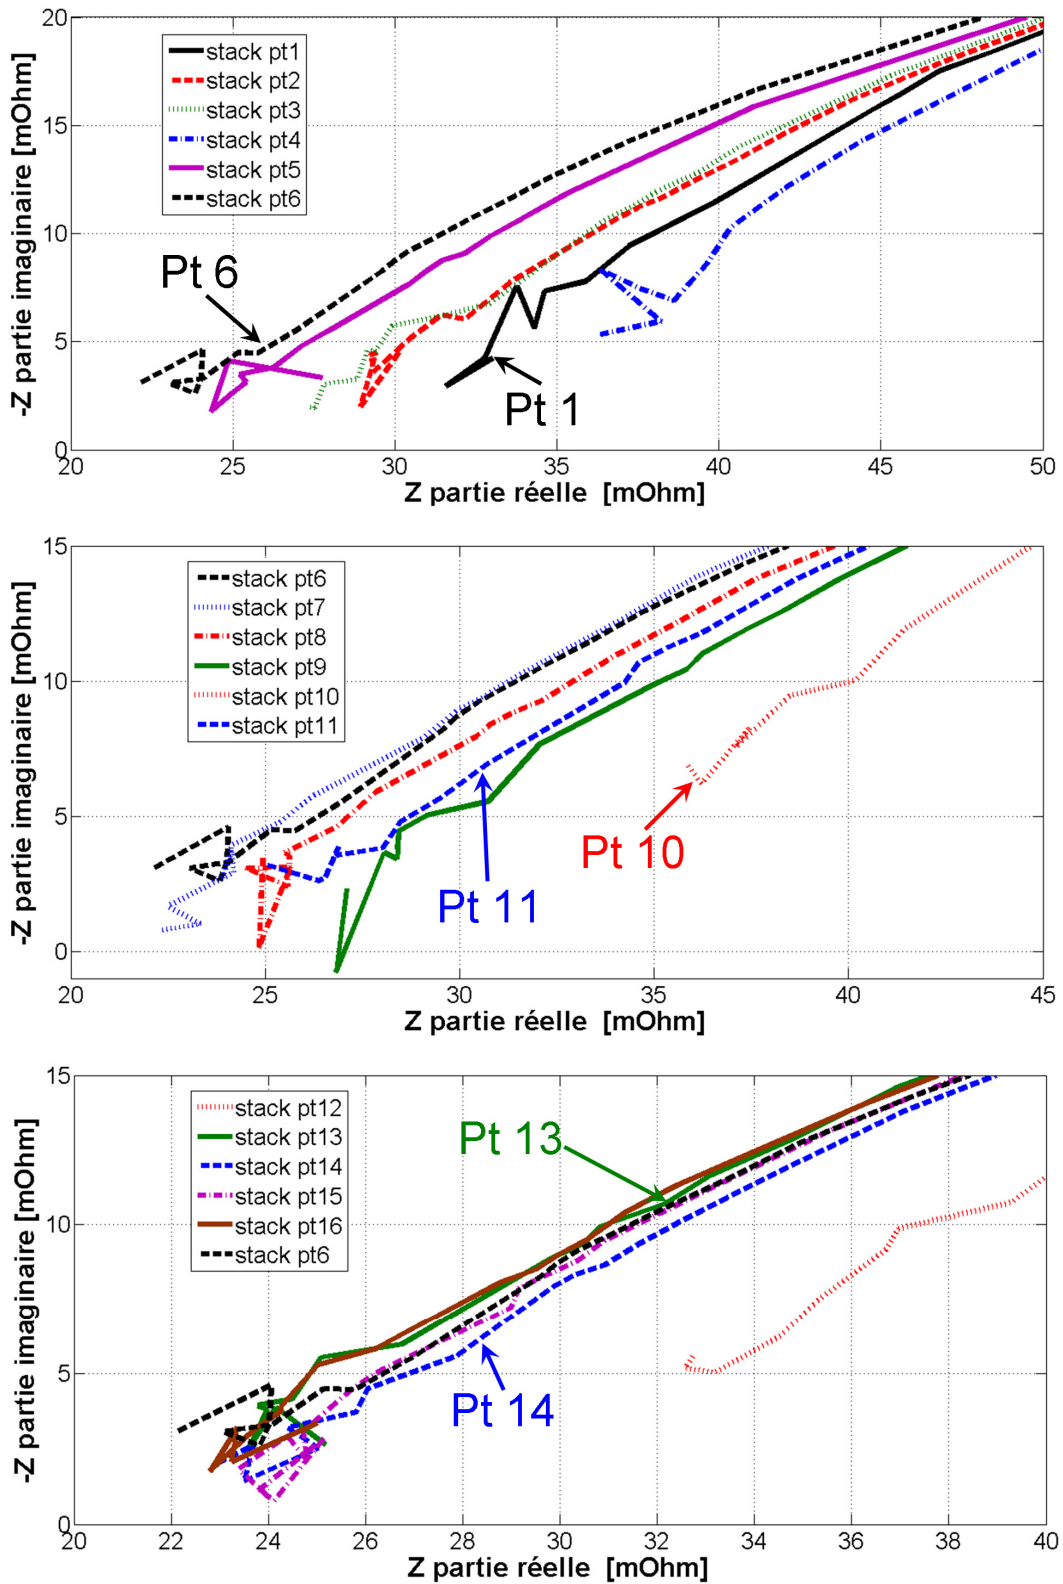 20
15
10
5
0
-Z partie imaginaire [mOhm]
stack pt1
stack pt2
stack pt3
stack pt4
stack pt5
stack pt6
Pt 6
Pt 1
20 25 30 35 40 45 50
Z partie réelle [mOhm]
15
10
5
0
-Z partie imaginaire [mOhm]
stack pt6
stack pt7
stack pt8
stack pt9
stack pt10
stack pt11
Pt 10
Pt 11
20 25 30 35 40 45
Z partie réelle [mOhm]
15
10
5
0
-Z partie imaginaire [mOhm]
stack pt12
stack pt13
stack pt14
stack pt15
stack pt16
stack pt6
Pt 13
Pt 14
20 22 24 26 28 30 32 34 36 38 40
Z partie réelle [mOhm]